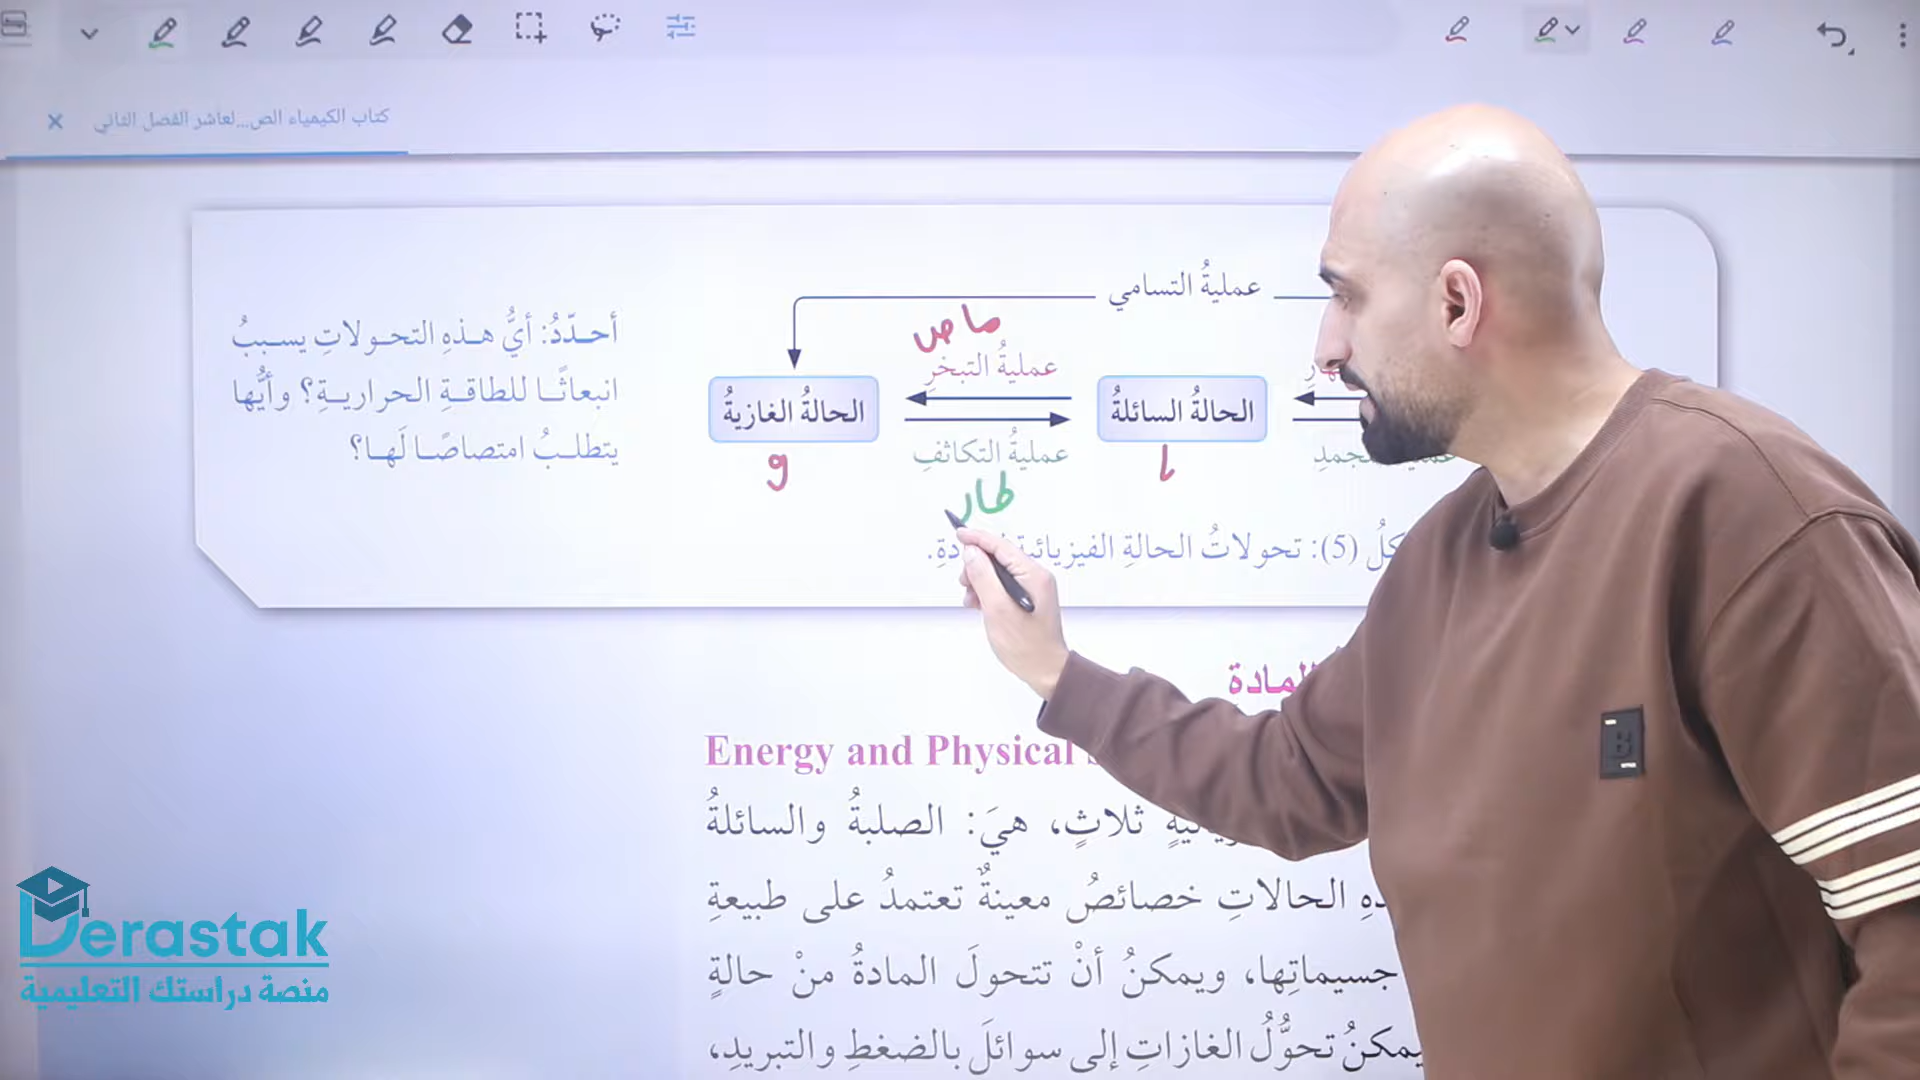 كتاب الكيمياء الص...لعاشر الفصل الثاني
عمليةُ التسامي
ماص
عمليةُ التبخرِ
الحالةُ السائلةُ
الحالةُ الغازيةُ
عمليةُ التكاثفِ
l
g
طار
أحدّدُ: أيُّ هذهِ التحولاتِ يسببُ
انبعاثًا للطاقةِ الحراريةِ؟ وأيُّها
يتطلبُ امتصاصًا لَها؟
(5): تحولاتُ الحالةِ الفيزيائيةِ
Energy and Physical
ثلاثٍ، هيَ: الصلبةُ والسائلةُ
الحالاتِ خصائصُ معينةٌ تعتمدُ على طبيعةِ
جسيماتِها، ويمكنُ أنْ تتحولَ المادةُ منْ حالةٍ
يمكنُ تحوُّلُ الغازاتِ إلى سوائلَ بالضغطِ والتبريدِ،
Derastak
منصة دراستك التعليمية